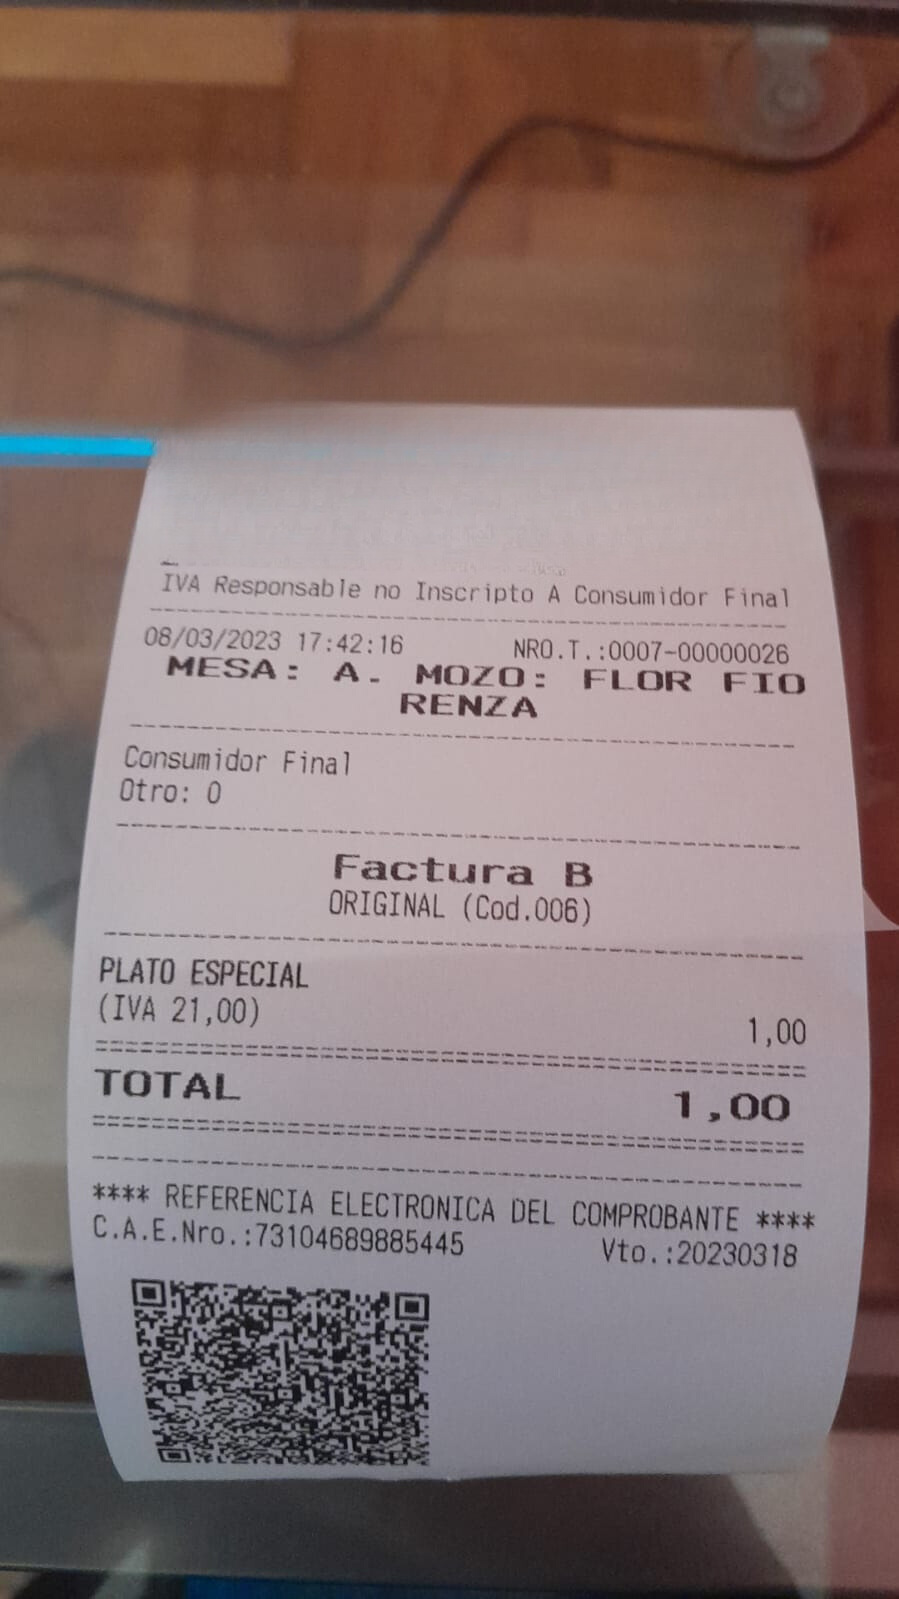 IVA Responsable no Inscripto A Consumidor Final
08/03/2023 17:42:16 NRO.T.:0007-00000026
MESA: A. MOZO: FLOR FIO
RENZA
Consumidor Final
Otro: 0
Factura B
ORIGINAL (Cod.006)
PLATO ESPECIAL
(IVA 21,00) 1,00
TOTAL 1,00
**** REFERENCIA ELECTRONICA DEL COMPROBANTE ****
C.A.E.Nro.:73104689885445 Vto.:20230318